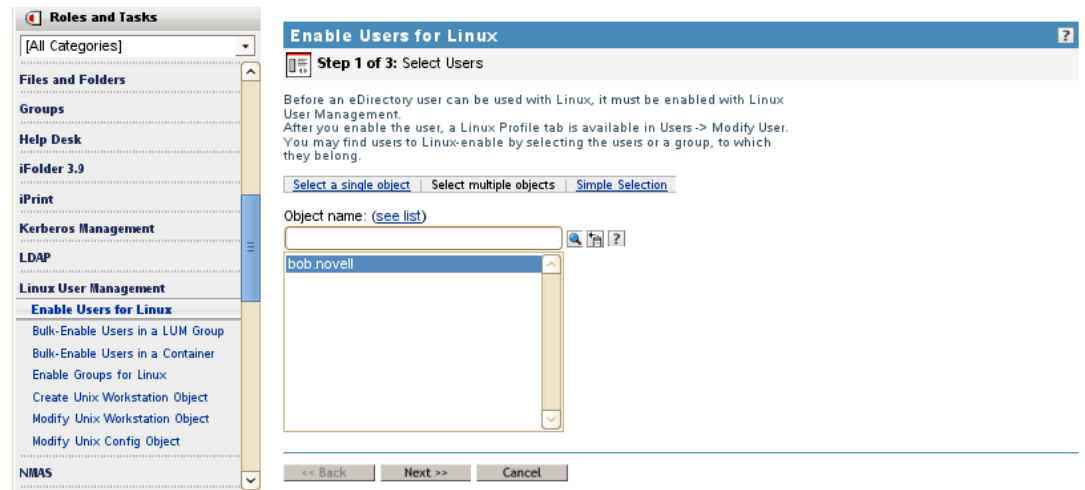 Roles and Tasks
[All Categories]
Files and Folders
Groups
Help Desk
iFolder 3.9
iPrint
Kerberos Management
LDAP
Linux User Management
Enable Users for Linux
Bulk-Enable Users in a LUM Group
Bulk-Enable Users in a Container
Enable Groups for Linux
Create Unix Workstation Object
Modify Unix Workstation Object
Modify Unix Config Object
NMAS
Enable Users for Linux ?
Step 1 of 3: Select Users
Before an eDirectory user can be used with Linux, it must be enabled with Linux
User Management.
After you enable the user, a Linux Profile tab is available in Users -> Modify User.
You may find users to Linux-enable by selecting the users or a group, to which
they belong.
Select a single object | Select multiple objects | Simple Selection
Object name: (see list)
?
bob.novell
<< Back Next >> Cancel